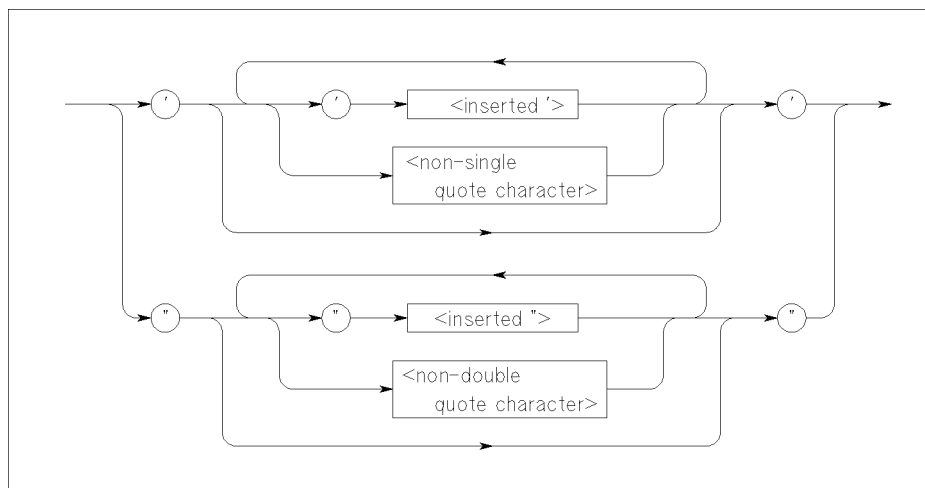 ' ' <inserted '> '
<non-single
quote character>
" " <inserted "> "
<non-double
quote character>